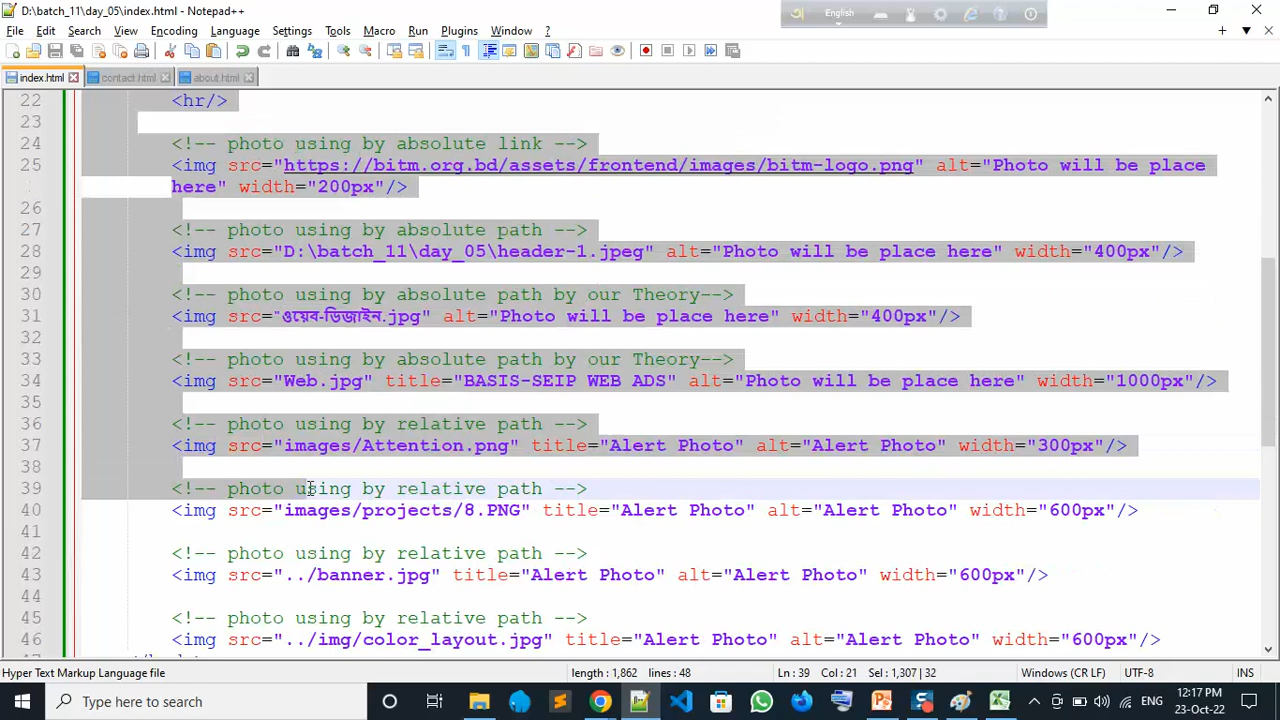 D:\batch_11\day_05\index.html - Notepad++
English
File Edit Search View Encoding Language Settings Tools Macro Run Plugins Window ?
index.html contact.html about.html
22 <hr/>
23
24 <!-- photo using by absolute link -->
25 <img src="https://bitm.org.bd/assets/frontend/images/bitm-logo.png" alt="Photo will be place
here" width="200px"/>
26
27 <!-- photo using by absolute path -->
28 <img src="D:\batch_11\day_05\header-1.jpeg" alt="Photo will be place here" width="400px"/>
29
30 <!-- photo using by absolute path by our Theory-->
31 <img src="ওয়েব-ডিজাইন.jpg" alt="Photo will be place here" width="400px"/>
32
33 <!-- photo using by absolute path by our Theory-->
34 <img src="Web.jpg" title="BASIS-SEIP WEB ADS" alt="Photo will be place here" width="1000px"/>
35
36 <!-- photo using by relative path -->
37 <img src="images/Attention.png" title="Alert Photo" alt="Alert Photo" width="300px"/>
38
39 <!-- photo using by relative path -->
40 <img src="images/projects/8.PNG" title="Alert Photo" alt="Alert Photo" width="600px"/>
41
42 <!-- photo using by relative path -->
43 <img src="../banner.jpg" title="Alert Photo" alt="Alert Photo" width="600px"/>
44
45 <!-- photo using by relative path -->
46 <img src="../img/color_layout.jpg" title="Alert Photo" alt="Alert Photo" width="600px"/>
Hyper Text Markup Language file length : 1,862 lines : 48 Ln : 39 Col : 21 Sel : 1,307 | 32 Windows (CR LF) UTF-8 INS
Type here to search ENG 12:17 PM
23-Oct-22